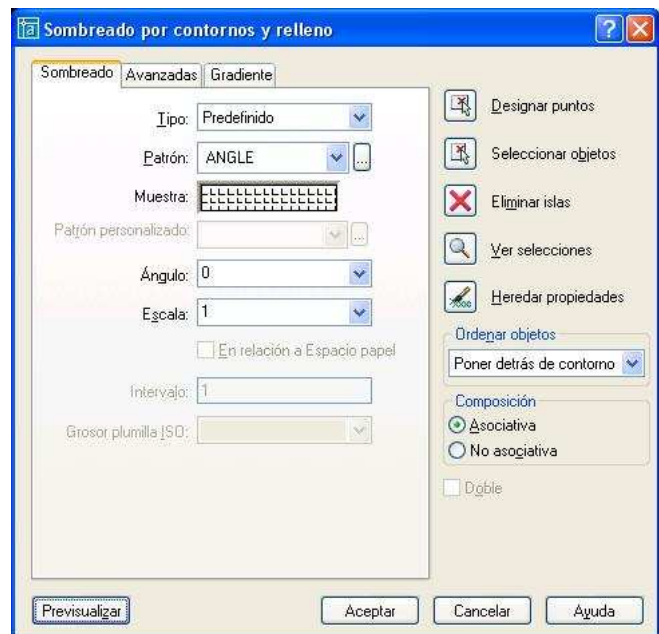 Sombreado por contornos y relleno
Sombreado Avanzadas Gradiente
Tipo: Predefinido
Patrón: ANGLE ...
Muestra:
Patrón personalizado: ...
Ángulo: 0
Escala: 1
En relación a Espacio papel
Intervalo: 1
Grosor plumilla ISO:
Designar puntos
Seleccionar objetos
Eliminar islas
Ver selecciones
Heredar propiedades
Ordenar objetos
Poner detrás de contorno
Composición
Asociativa
No asociativa
Doble
Previsualizar Aceptar Cancelar Ayuda